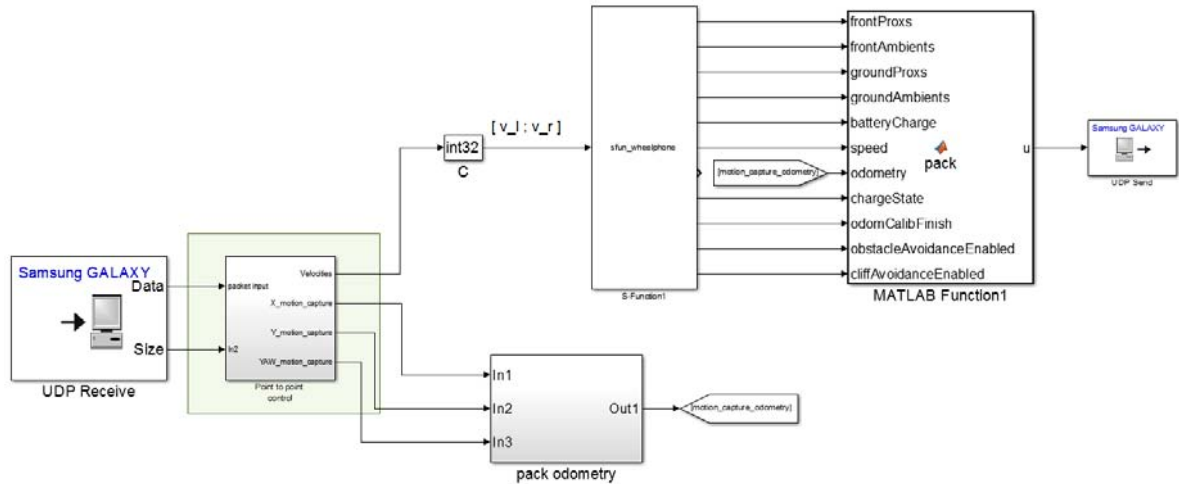 frontProxs
frontAmbients
groundProxs
groundAmbients
batteryCharge
speed
odometry
chargeState
odomCalibFinish
obstacleAvoidanceEnabled
cliffAvoidanceEnabled
pack
u
MATLAB Function1
sfun_wheelphone
S-Function1
[motion_capture_odometry]
Samsung GALAXY
UDP Send
[ v_l ; v_r ]
int32
C
Samsung GALAXY
Data
Size
UDP Receive
packet input
In2
Velocities
X_motion_capture
Y_motion_capture
YAW_motion_capture
Point to point
control
In1
In2
In3
Out1
pack odometry
[motion_capture_odometry]